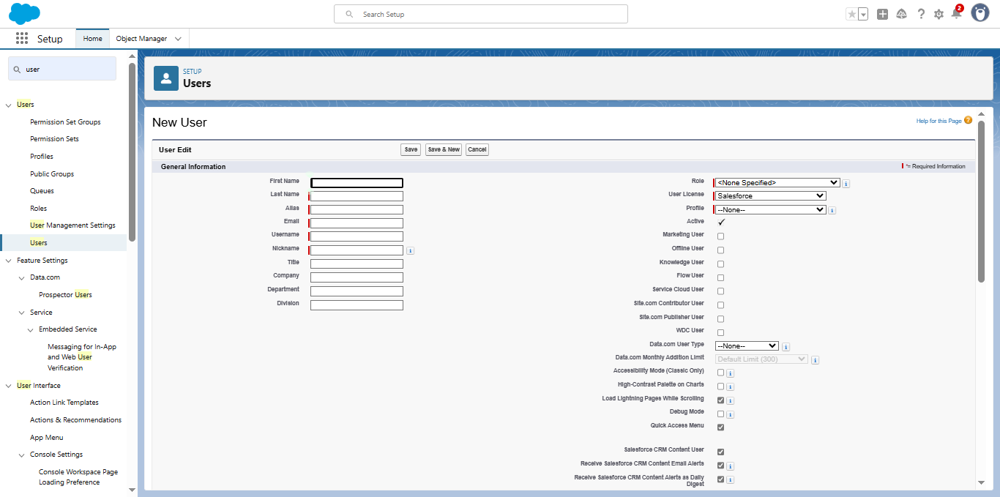 Search Setup
2
Setup
Home
Object Manager
user
Users
Permission Set Groups
Permission Sets
Profiles
Public Groups
Queues
Roles
User Management Settings
Users
Feature Settings
Data.com
Prospector Users
Service
Embedded Service
Messaging for In-App
and Web User
Verification
User Interface
Action Link Templates
Actions & Recommendations
App Menu
Console Settings
Console Workspace Page
Loading Preference
SETUP
Users
New User
Help for this Page ?
User Edit
Save
Save & New
Cancel
General Information
= Required Information
First Name
Last Name
Alias
Email
Username
Nickname
i
Title
Company
Department
Division
Role
<None Specified>
i
User License
Salesforce
Profile
--None--
i
Active
Marketing User
Offline User
Knowledge User
Flow User
Service Cloud User
Site.com Contributor User
Site.com Publisher User
WDC User
Data.com User Type
--None--
i
Data.com Monthly Addition Limit
Default Limit (300)
i
Accessibility Mode (Classic Only)
i
High-Contrast Palette on Charts
i
Load Lightning Pages While Scrolling
i
Debug Mode
i
Quick Access Menu
Salesforce CRM Content User
Receive Salesforce CRM Content Email Alerts
i
Receive Salesforce CRM Content Alerts as Daily
Digest
i